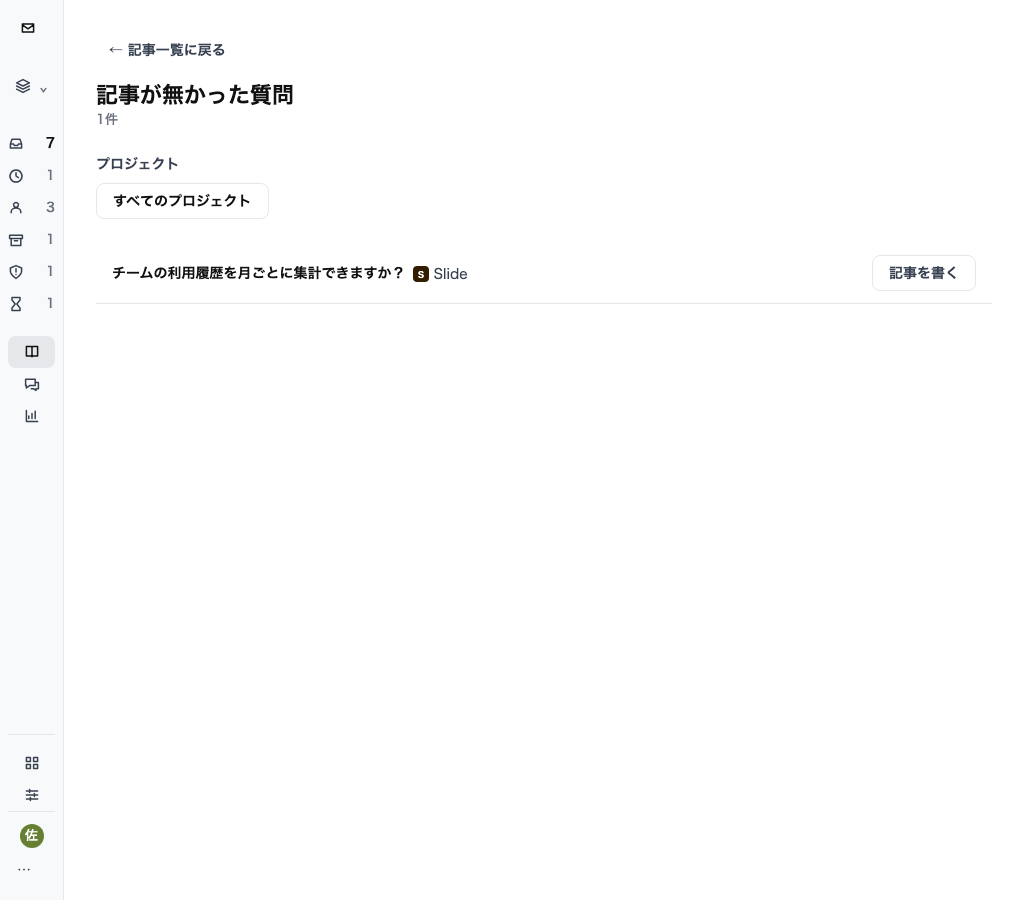 ← 記事一覧に戻る
記事が無かった質問
1件
プロジェクト
すべてのプロジェクト
チームの利用履歴を月ごとに集計できますか？ S Slide
記事を書く
7
1
3
1
1
1
佐
…